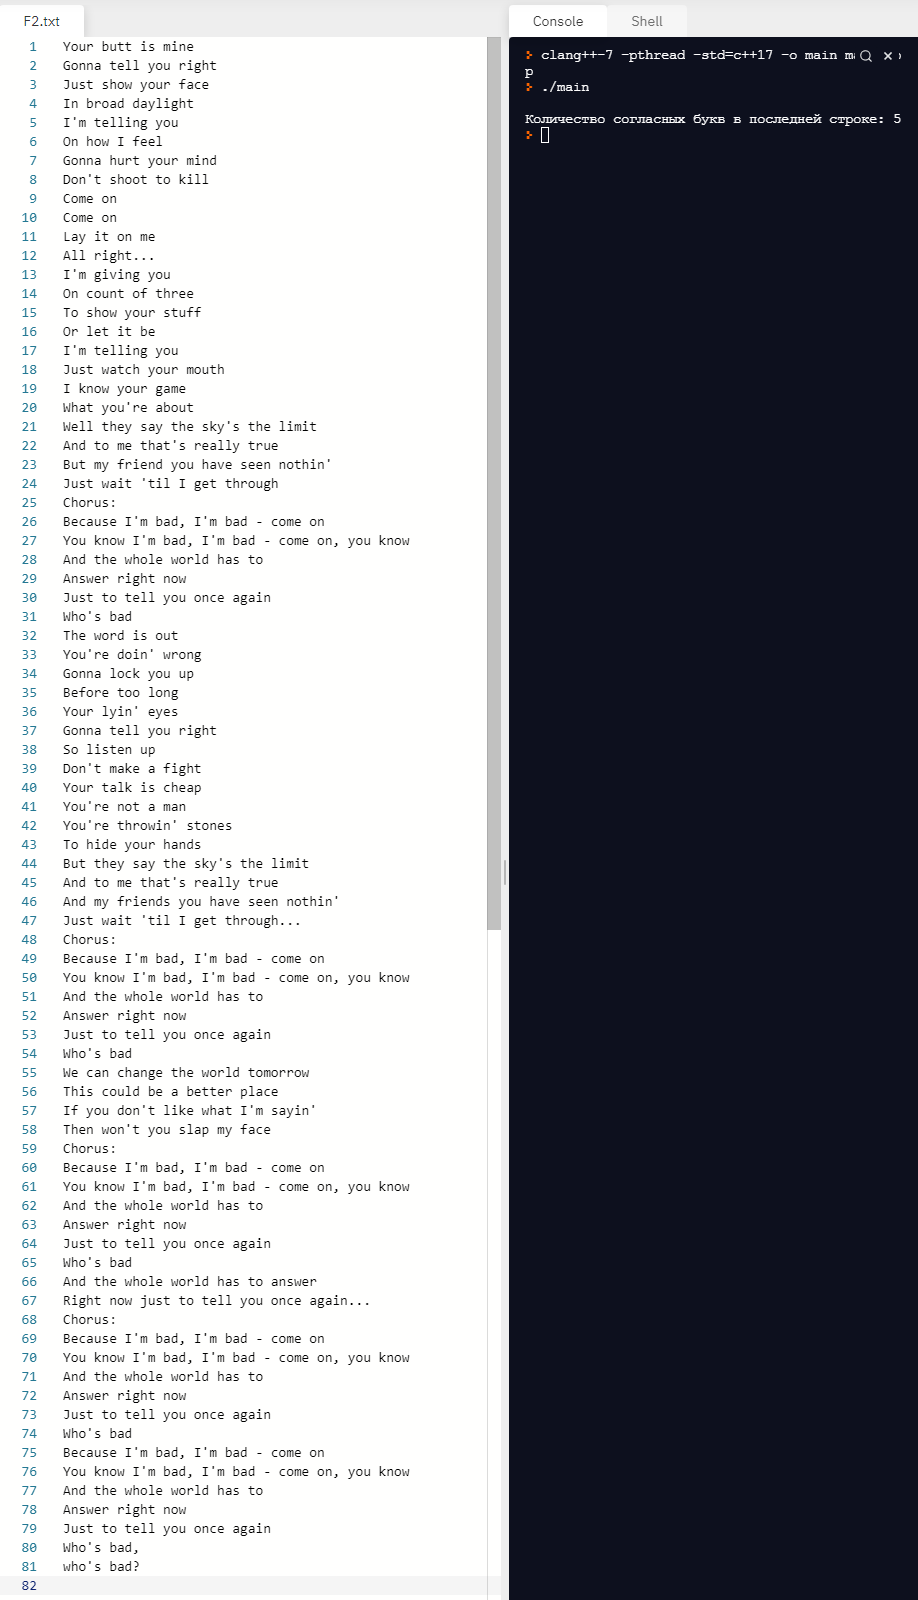 F2.txt
1 Your butt is mine
2 Gonna tell you right
3 Just show your face
4 In broad daylight
5 I'm telling you
6 On how I feel
7 Gonna hurt your mind
8 Don't shoot to kill
9 Come on
10 Come on
11 Lay it on me
12 All right...
13 I'm giving you
14 On count of three
15 To show your stuff
16 Or let it be
17 I'm telling you
18 Just watch your mouth
19 I know your game
20 What you're about
21 Well they say the sky's the limit
22 And to me that's really true
23 But my friend you have seen nothin'
24 Just wait 'til I get through
25 Chorus:
26 Because I'm bad, I'm bad - come on
27 You know I'm bad, I'm bad - come on, you know
28 And the whole world has to
29 Answer right now
30 Just to tell you once again
31 Who's bad
32 The word is out
33 You're doin' wrong
34 Gonna lock you up
35 Before too long
36 Your lyin' eyes
37 Gonna tell you right
38 So listen up
39 Don't make a fight
40 Your talk is cheap
41 You're not a man
42 You're throwin' stones
43 To hide your hands
44 But they say the sky's the limit
45 And to me that's really true
46 And my friends you have seen nothin'
47 Just wait 'til I get through...
48 Chorus:
49 Because I'm bad, I'm bad - come on
50 You know I'm bad, I'm bad - come on, you know
51 And the whole world has to
52 Answer right now
53 Just to tell you once again
54 Who's bad
55 We can change the world tomorrow
56 This could be a better place
57 If you don't like what I'm sayin'
58 Then won't you slap my face
59 Chorus:
60 Because I'm bad, I'm bad - come on
61 You know I'm bad, I'm bad - come on, you know
62 And the whole world has to
63 Answer right now
64 Just to tell you once again
65 Who's bad
66 And the whole world has to answer
67 Right now just to tell you once again...
68 Chorus:
69 Because I'm bad, I'm bad - come on
70 You know I'm bad, I'm bad - come on, you know
71 And the whole world has to
72 Answer right now
73 Just to tell you once again
74 Who's bad
75 Because I'm bad, I'm bad - come on
76 You know I'm bad, I'm bad - come on, you know
77 And the whole world has to
78 Answer right now
79 Just to tell you once again
80 Who's bad,
81 who's bad?
82
Console Shell
clang++-7 -pthread -std=c++17 -o main
p
./main
Количество согласных букв в последней строке: 5